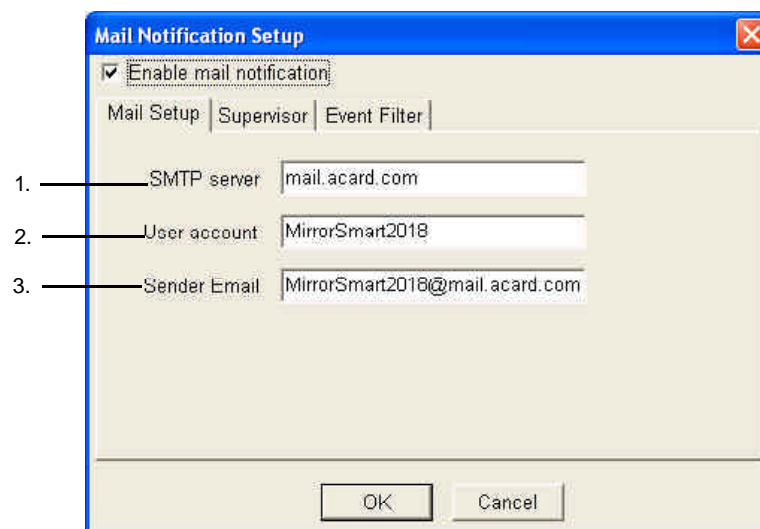 Mail Notification Setup
Enable mail notification
Mail Setup Supervisor Event Filter
1. SMTP server mail.acard.com
2. User account MirrorSmart2018
3. Sender Email MirrorSmart2018@mail.acard.com
OK Cancel